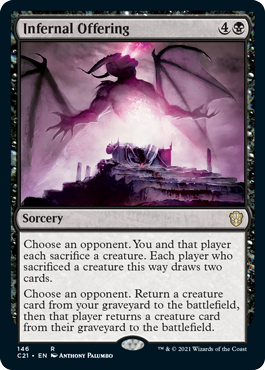 Infernal Offering 4
Sorcery
Choose an opponent. You and that player
each sacrifice a creature. Each player who
sacrificed a creature this way draws two
cards.
Choose an opponent. Return a creature
card from your graveyard to the battlefield,
then that player returns a creature card
from their graveyard to the battlefield.
146 R
C21 • EN Anthony Palumbo
™ & © 2021 Wizards of the Coast